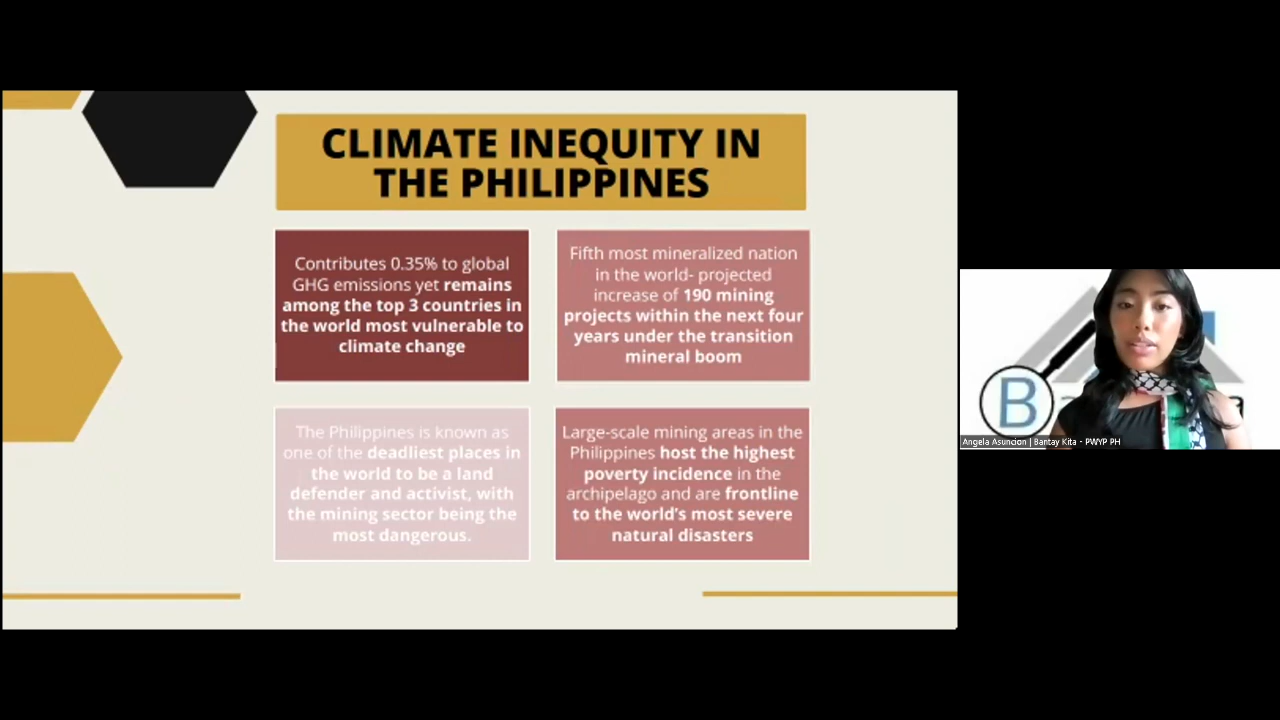 CLIMATE INEQUITY IN
THE PHILIPPINES
Contributes 0.35% to global
GHG emissions yet remains
among the top 3 countries in
the world most vulnerable to
climate change
Fifth most mineralized nation
in the world- projected
increase of 190 mining
projects within the next four
years under the transition
mineral boom
The Philippines is known as
one of the deadliest places in
the world to be a land
defender and activist, with
the mining sector being the
most dangerous.
Large-scale mining areas in the
Philippines host the highest
poverty incidence in the
archipelago and are frontline
to the world's most severe
natural disasters
B
Angela Asuncion | Bantay Kita - PWYP PH